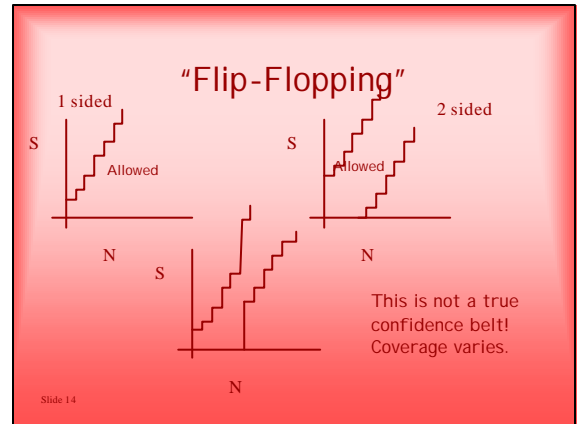 “Flip-Flopping”
1 sided
2 sided
S
Allowed
N
S
Allowed
N
S
N
This is not a true
confidence belt!
Coverage varies.
Slide 14